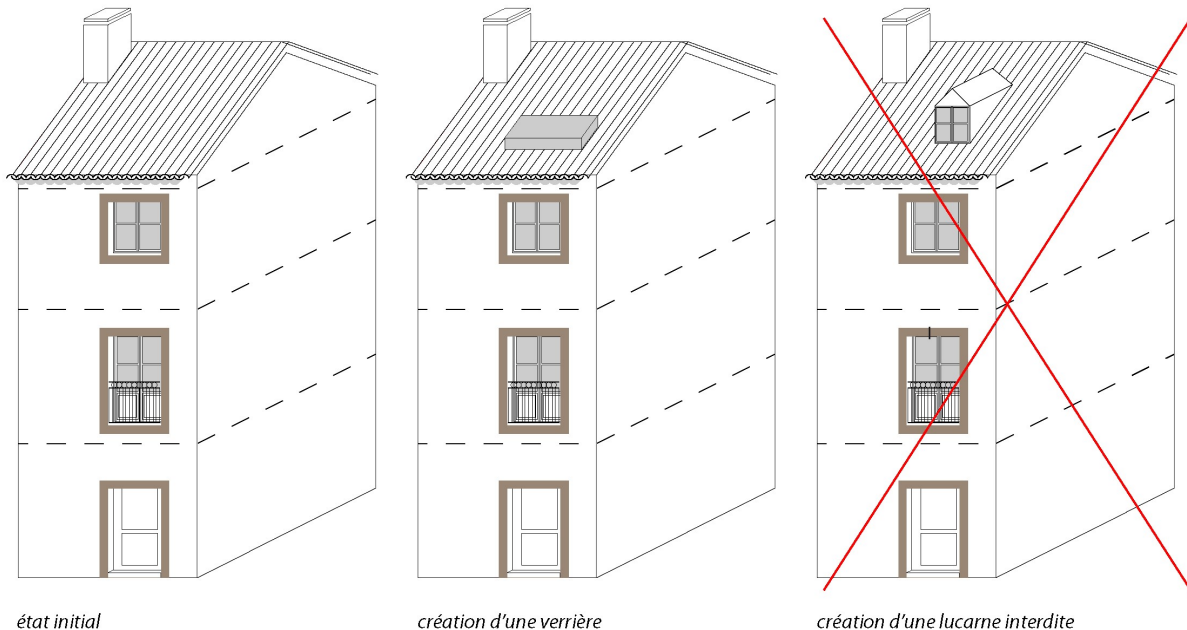 état initial
création d’une verrière
création d’une lucarne interdite